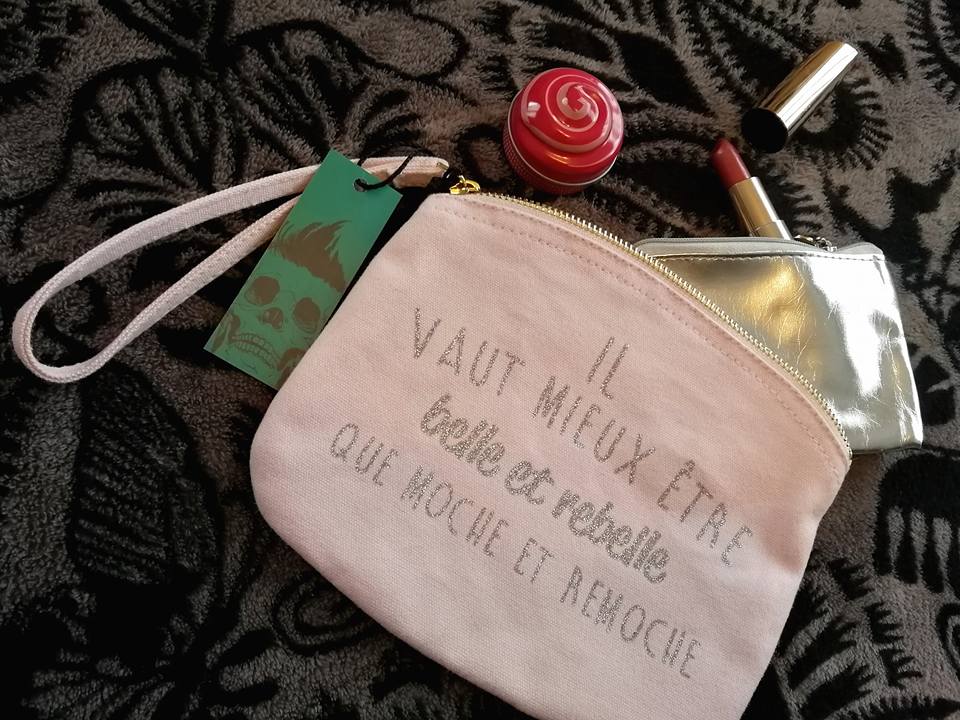 IL
VAUT MIEUX ÊTRE
belle et rebelle
QUE MOCHE ET REMOCHE